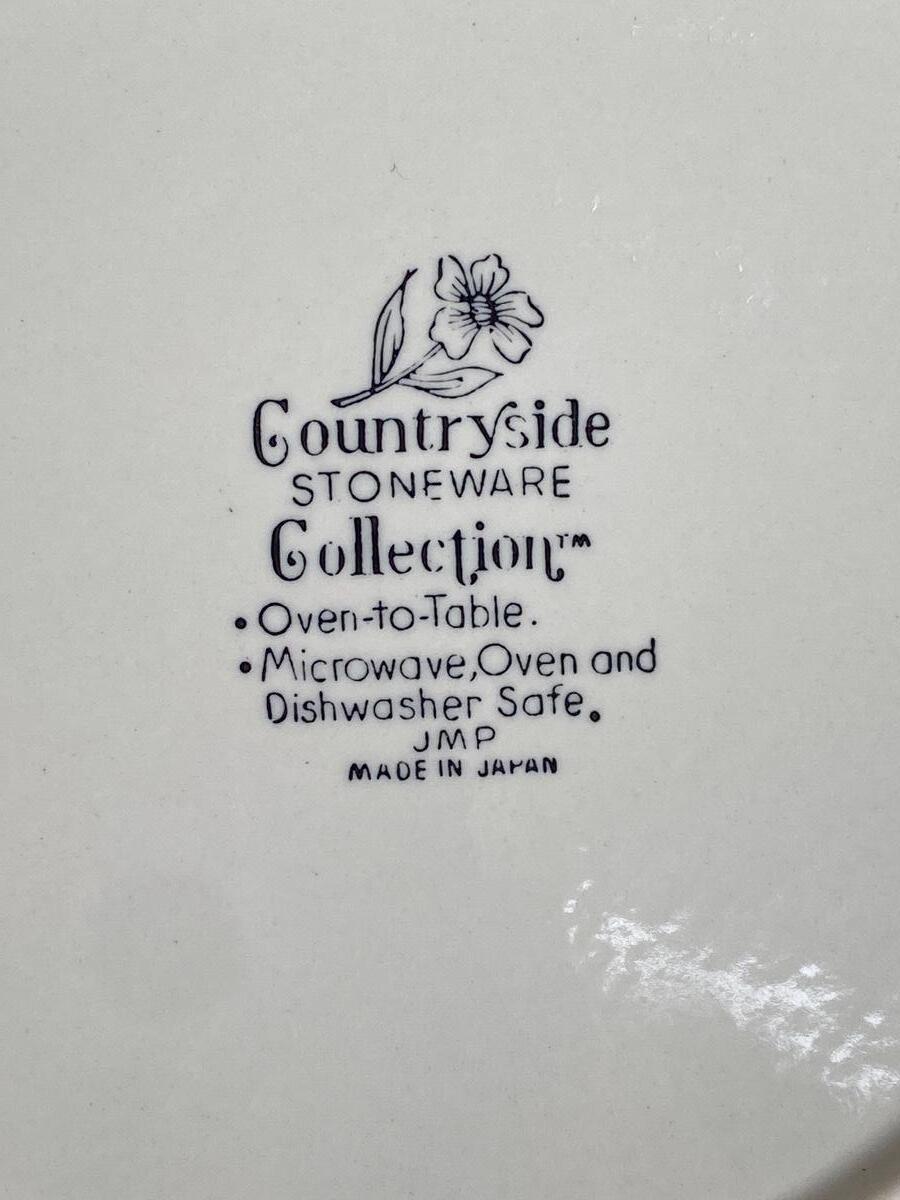 Countryside
STONEWARE
Collection™
• Oven-to-Table.
• Microwave, Oven and
Dishwasher Safe.
JMP
MADE IN JAPAN